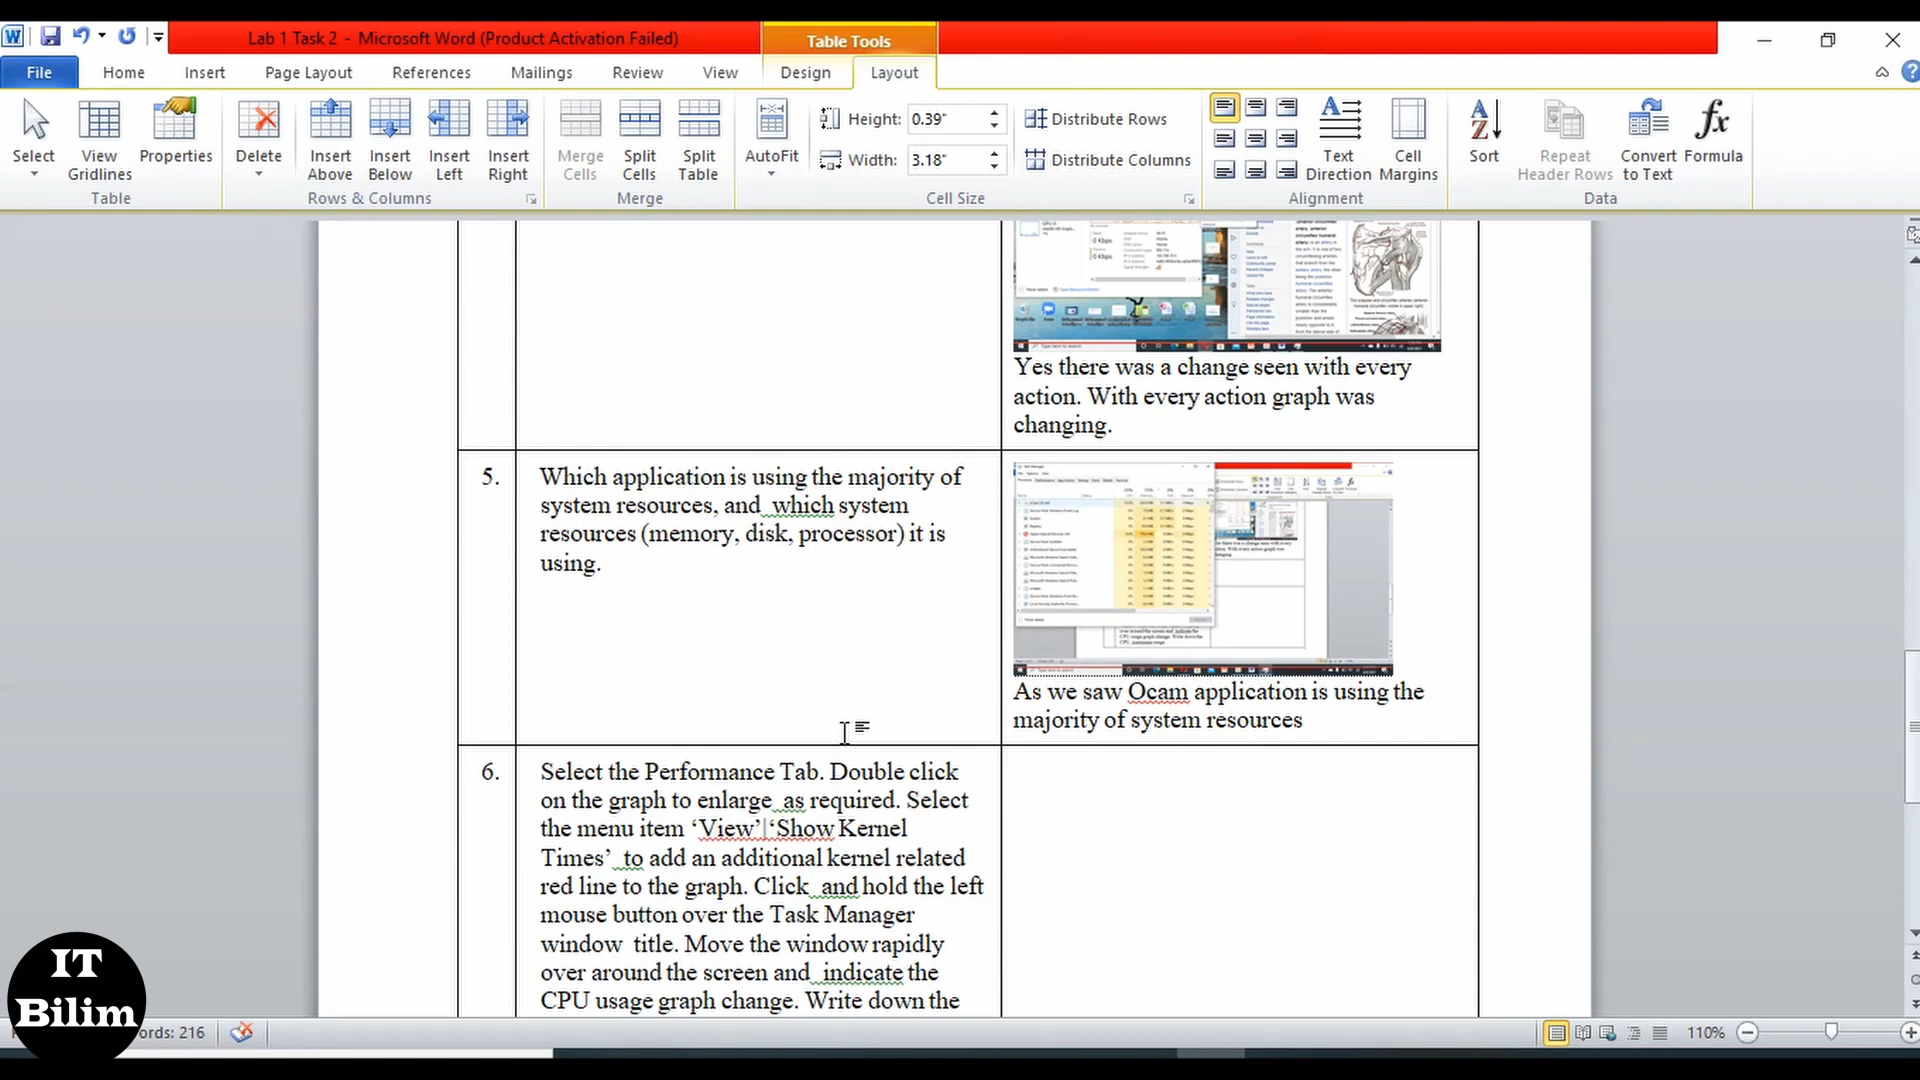 Lab 1 Task 2 - Microsoft Word (Product Activation Failed)
Table Tools
File
Home
Insert
Page Layout
References
Mailings
Review
View
Design
Layout
Select
View
Gridlines
Properties
Table
Delete
Insert
Above
Insert
Below
Insert
Left
Insert
Right
Rows & Columns
Merge
Cells
Split
Cells
Split
Table
Merge
AutoFit
Height: 0.39"
Width: 3.18"
Distribute Rows
Distribute Columns
Cell Size
Text
Direction
Cell
Margins
Alignment
Sort
Repeat
Header Rows
Convert
to Text
Formula
Data
Yes there was a change seen with every
action. With every action graph was
changing.
5.
Which application is using the majority of
system resources, and  which system
resources (memory, disk, processor) it is
using.
As we saw Ocam application is using the
majority of system resources
6.
Select the Performance Tab. Double click
on the graph to enlarge  as required. Select
the menu item ‘View’|‘Show Kernel
Times’  to add an additional kernel related
red line to the graph. Click  and hold the left
mouse button over the Task Manager
window  title. Move the window rapidly
over around the screen and  indicate the
CPU usage graph change. Write down the
IT
Bilim
ords: 216
110%